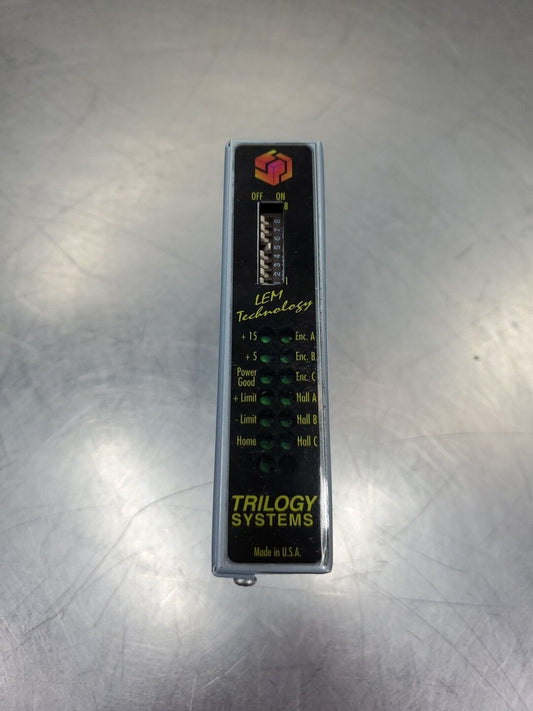 OFF ON
8
1 2 3 4 5 6 7 8
1
LEM
Technology
+ 15 Enc. A
+ 5 Enc. B
Power
Good Enc. C
+ Limit Hall A
- Limit Hall B
Home Hall C
TRILOGY
SYSTEMS
Made in U.S.A.